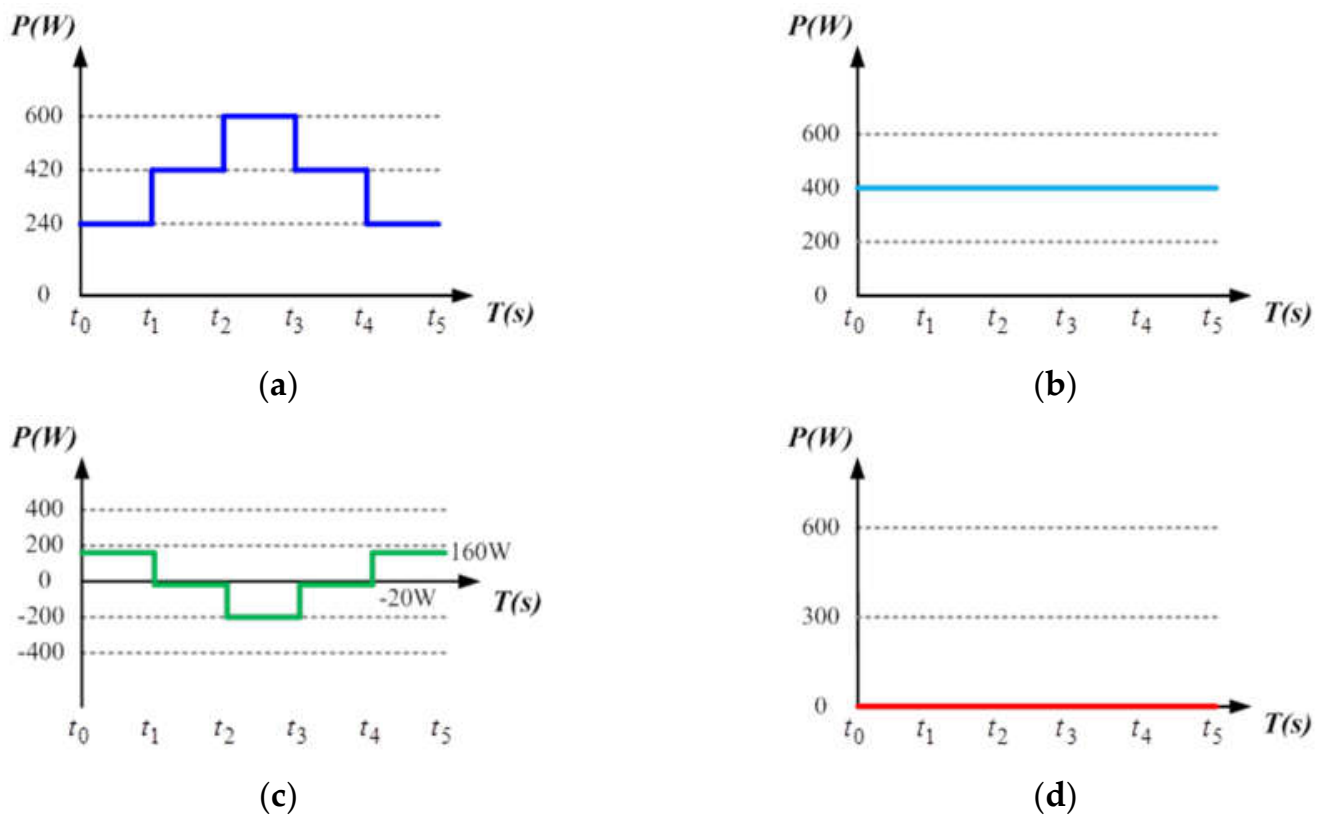 P(W)
600
420
240
0
t0 t1 t2 t3 t4 t5 T(s)
(a)
P(W)
600
400
200
0
t0 t1 t2 t3 t4 t5 T(s)
(b)
P(W)
400
200
160W
0
-20W
T(s)
-200
-400
t0 t1 t2 t3 t4 t5
(c)
P(W)
600
300
0
t0 t1 t2 t3 t4 t5 T(s)
(d)